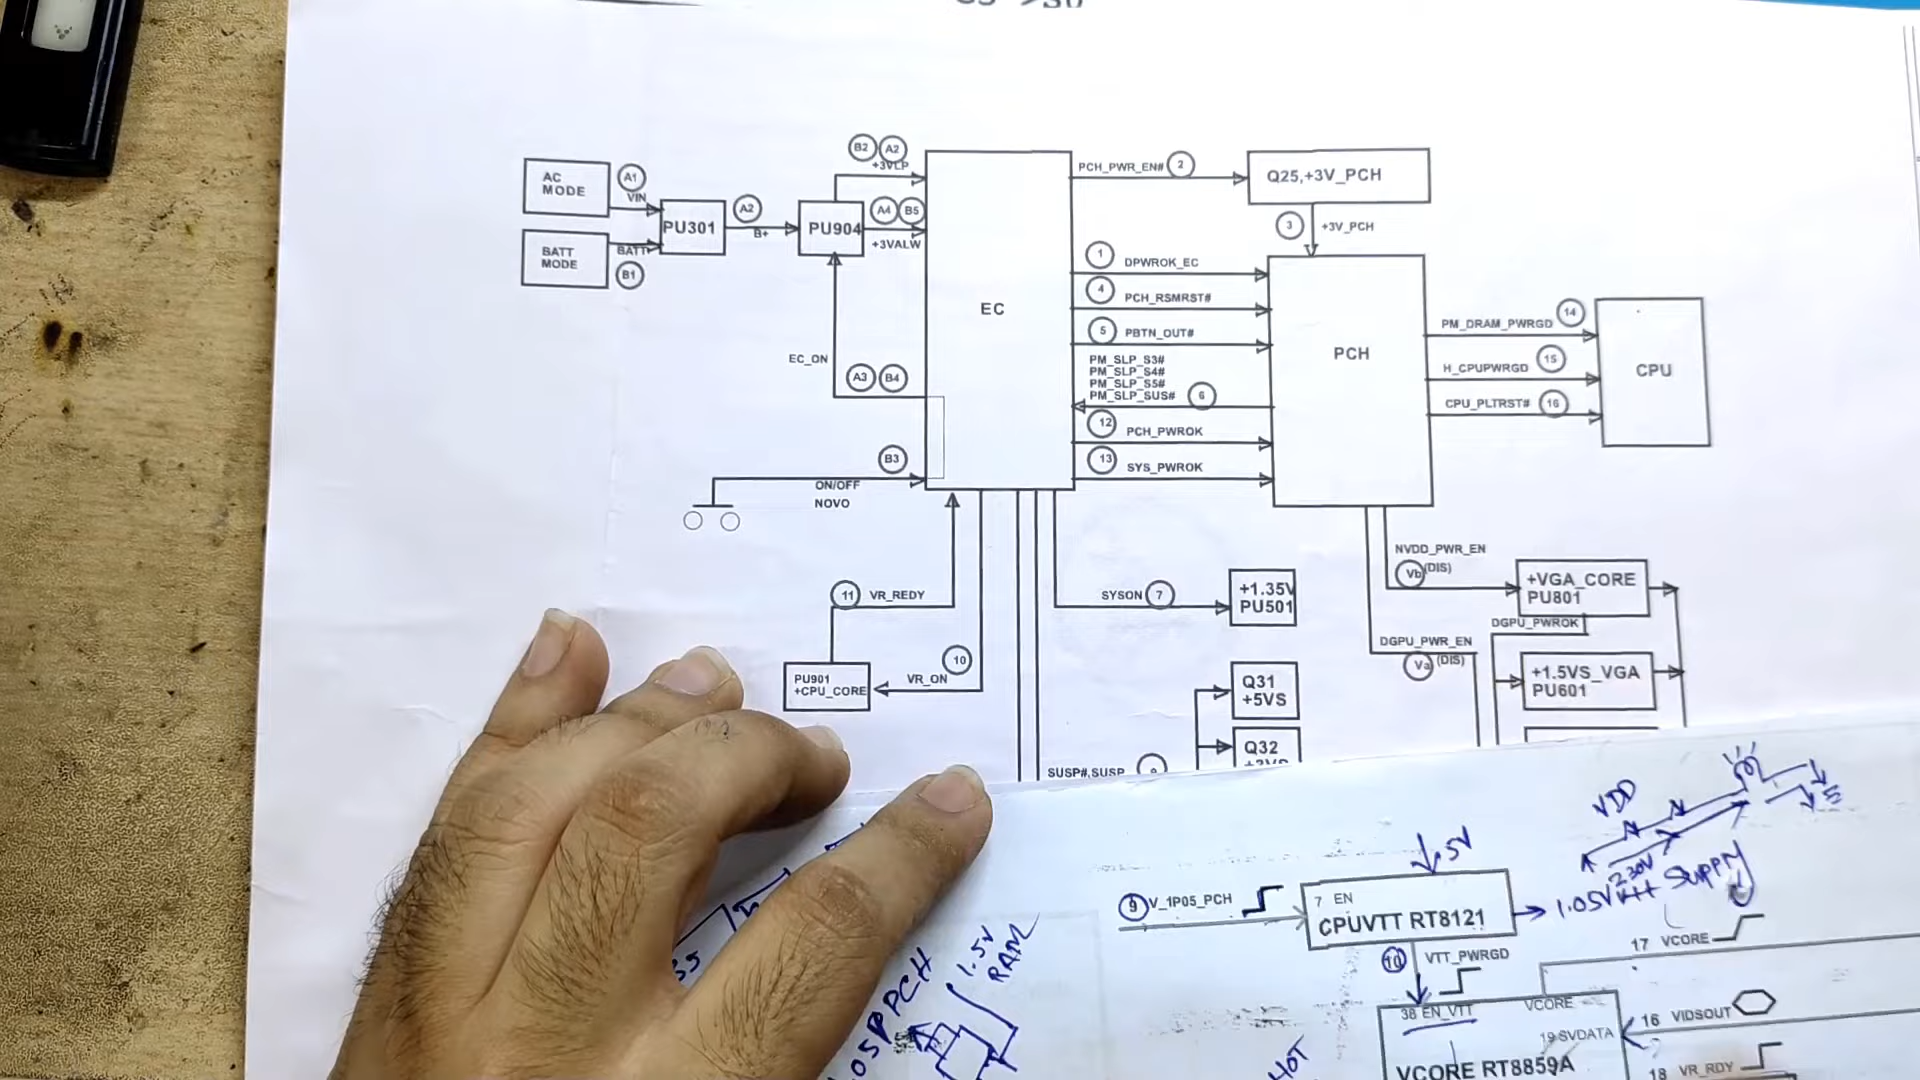 B2 A2
+3VLP
PCH_PWR_EN# 2
AC
MODE
A1
VIN
Q25,+3V_PCH
PU301
A2
B+
PU904
A4 B5
+3VALW
3
+3V_PCH
BATT
MODE
BATT
B1
1
DPWROK_EC
EC
4
PCH_RSMRST#
5
PBTN_OUT#
PCH
PM_DRAM_PWRGD 14
H_CPUPWRGD 15
CPU_PLTRST# 16
CPU
EC_ON
A3 B4
PM_SLP_S3#
PM_SLP_S4#
PM_SLP_S5#
PM_SLP_SUS# 6
12
PCH_PWROK
13
SYS_PWROK
B3
ON/OFF
NOVO
NVDD_PWR_EN
Vb (DIS)
+VGA_CORE
PU801
11 VR_REDY
SYSON 7
+1.35V
PU501
DGPU_PWROK
DGPU_PWR_EN
Va (DIS)
+1.5VS_VGA
PU601
PU901
+CPU_CORE
VR_ON
10
Q31
+5VS
Q32
SUSP#,SUSP
VDD
230V
5V
9 V_1P05_PCH
7 EN
CPUVTT RT8121
1.05V
Supply
10 VTT_PWRGD
17 VCORE
1.5V
RAM
38 EN_VTT
VCORE
19 SVDATA
16 VIDSOUT
VCORE RT8859A
18 VR_RDY